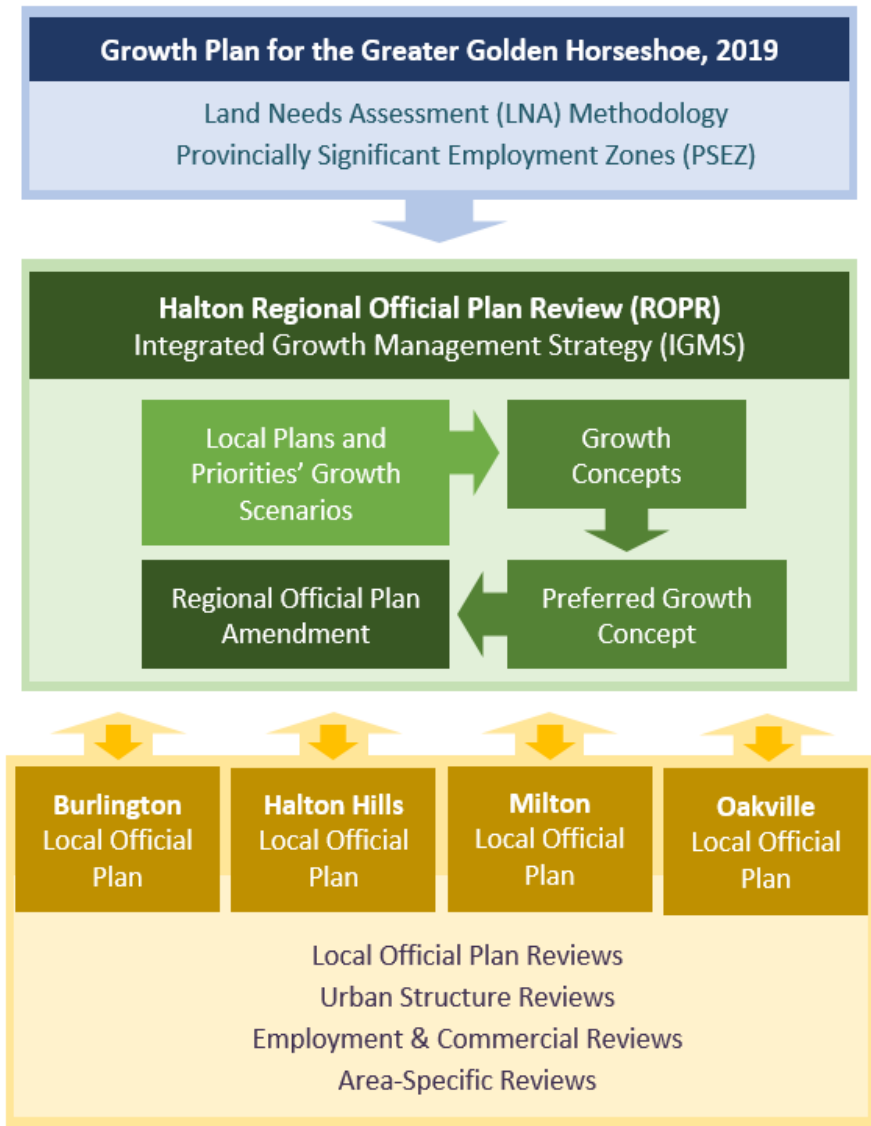 Growth Plan for the Greater Golden Horseshoe, 2019
Land Needs Assessment (LNA) Methodology
Provincially Significant Employment Zones (PSEZ)
Halton Regional Official Plan Review (ROPR)
Integrated Growth Management Strategy (IGMS)
Local Plans and
Priorities’ Growth
Scenarios
Growth
Concepts
Regional Official Plan
Amendment
Preferred Growth
Concept
Burlington
Local Official
Plan
Halton Hills
Local Official
Plan
Milton
Local Official
Plan
Oakville
Local Official
Plan
Local Official Plan Reviews
Urban Structure Reviews
Employment & Commercial Reviews
Area-Specific Reviews